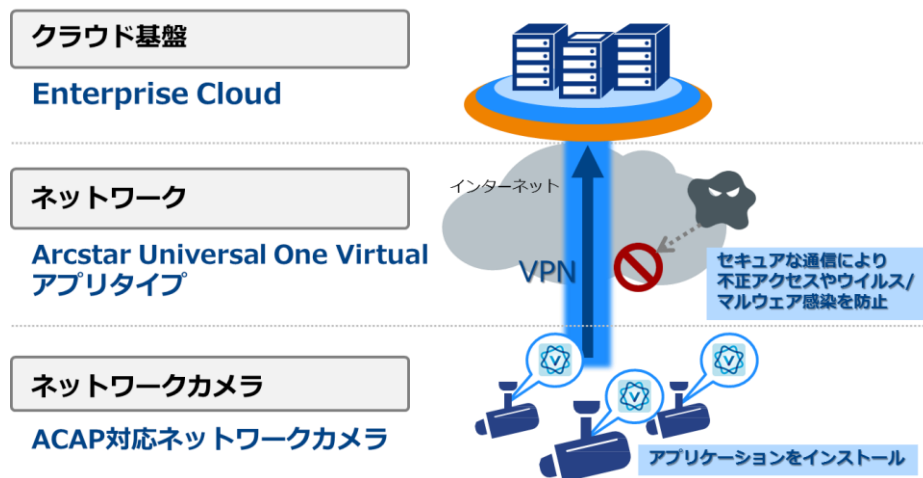 クラウド基盤
Enterprise Cloud
インターネット
ネットワーク
Arcstar Universal One Virtual
アプリタイプ
VPN
セキュアな通信により
不正アクセスやウイルス/
マルウェア感染を防止
ネットワークカメラ
ACAP対応ネットワークカメラ
V
V
V
アプリケーションをインストール